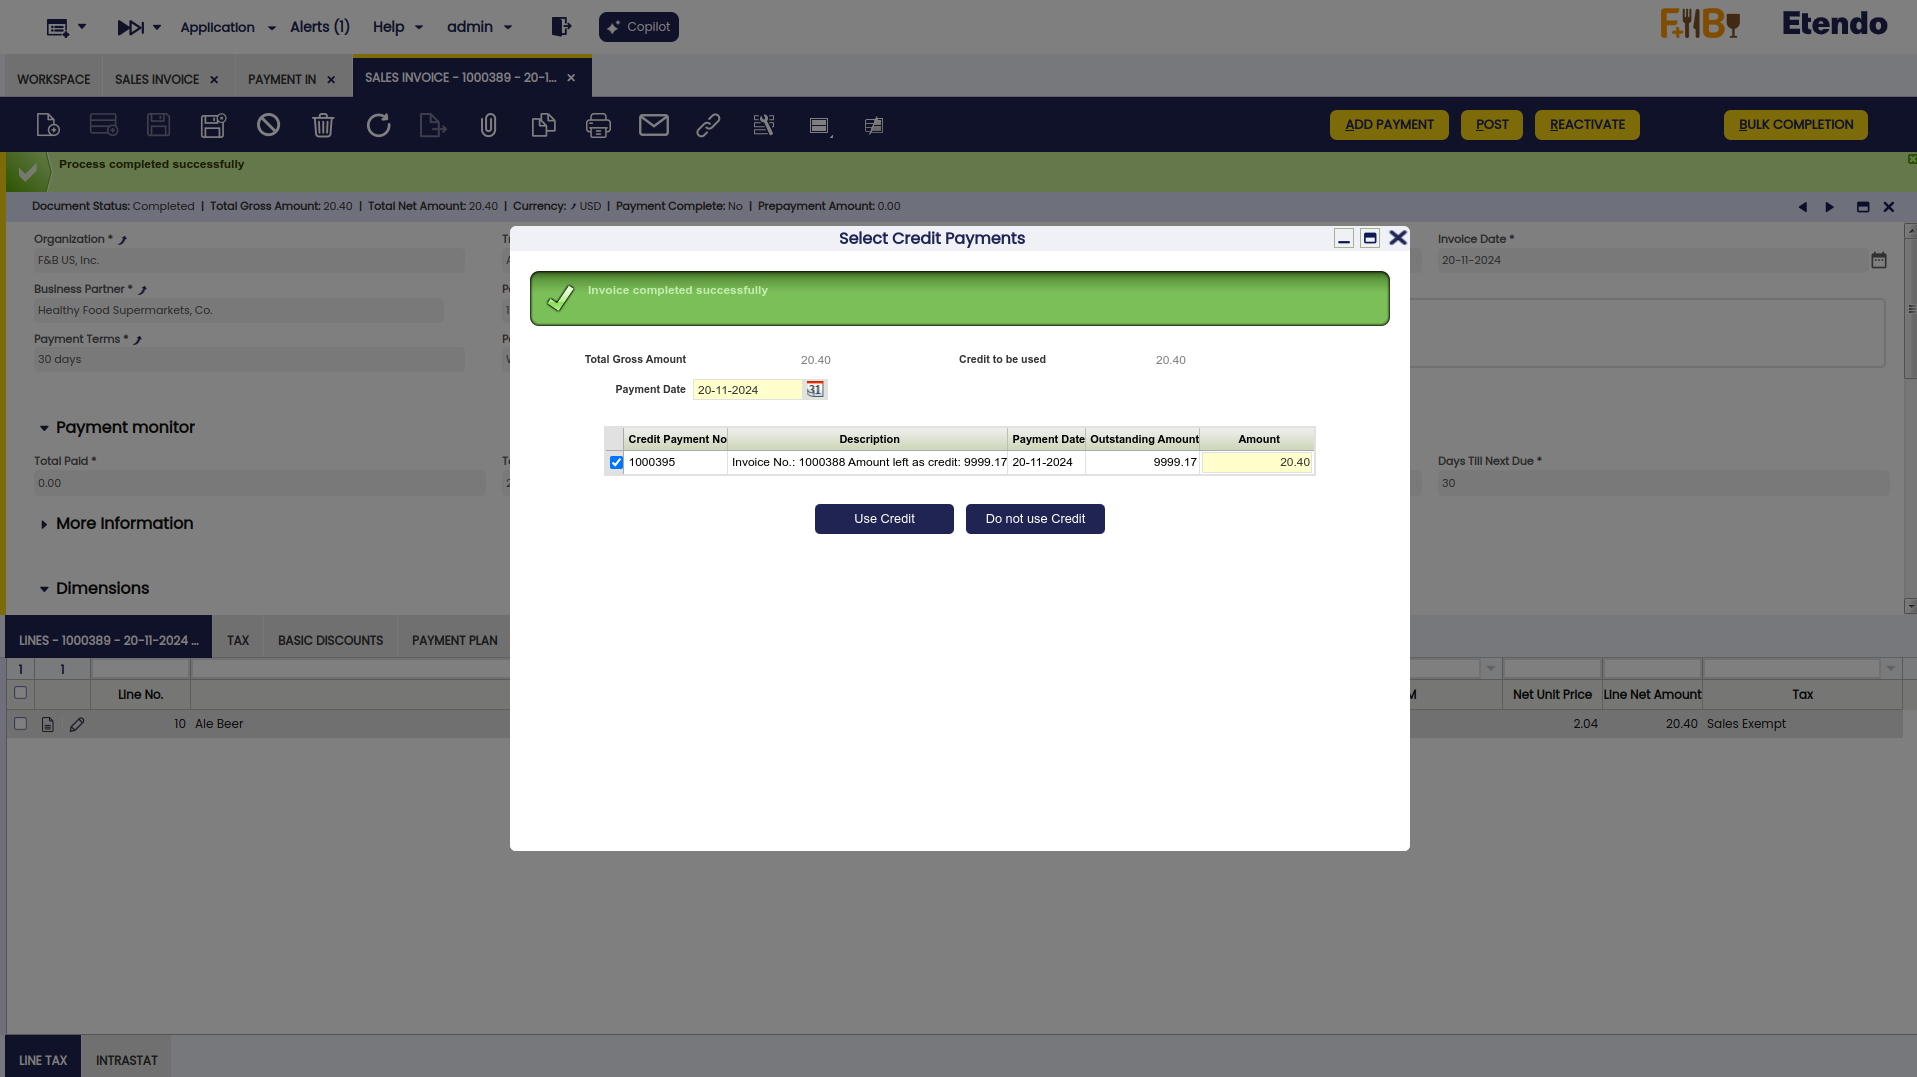 Application
Alerts (1)
Help
admin
Copilot
F&B
Etendo
WORKSPACE
SALES INVOICE
PAYMENT IN
SALES INVOICE - 1000389 - 20-1...
ADD PAYMENT
POST
REACTIVATE
BULK COMPLETION
Process completed successfully
Document Status: Completed | Total Gross Amount: 20.40 | Total Net Amount: 20.40 | Currency: USD | Payment Complete: No | Prepayment Amount: 0.00
Organization *
F&B US, Inc.
Business Partner *
Healthy Food Supermarkets, Co.
Payment Terms *
30 days
Invoice Date *
20-11-2024
Payment monitor
Total Paid *
0.00
Days Till Next Due *
30
More Information
Dimensions
Select Credit Payments
Invoice completed successfully
Total Gross Amount 20.40
Credit to be used 20.40
Payment Date 20-11-2024
31
Credit Payment No Description Payment Date Outstanding Amount Amount
1000395 Invoice No.: 1000388 Amount left as credit: 9999.17 20-11-2024 9999.17 20.40
Use Credit
Do not use Credit
LINES - 1000389 - 20-11-2024 ...
TAX
BASIC DISCOUNTS
PAYMENT PLAN
1 1
Line No. Net Unit Price Line Net Amount Tax
10 Ale Beer 2.04 20.40 Sales Exempt
LINE TAX
INTRASTAT